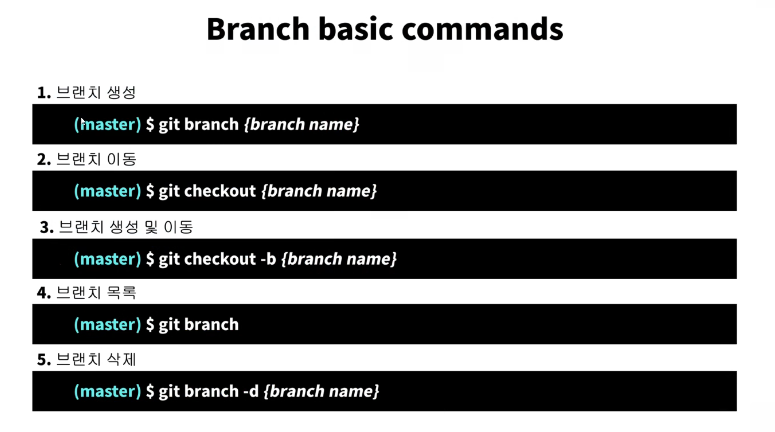 Branch basic commands
1. 브랜치 생성
(master) $ git branch {branch name}
2. 브랜치 이동
(master) $ git checkout {branch name}
3. 브랜치 생성 및 이동
(master) $ git checkout -b {branch name}
4. 브랜치 목록
(master) $ git branch
5. 브랜치 삭제
(master) $ git branch -d {branch name}